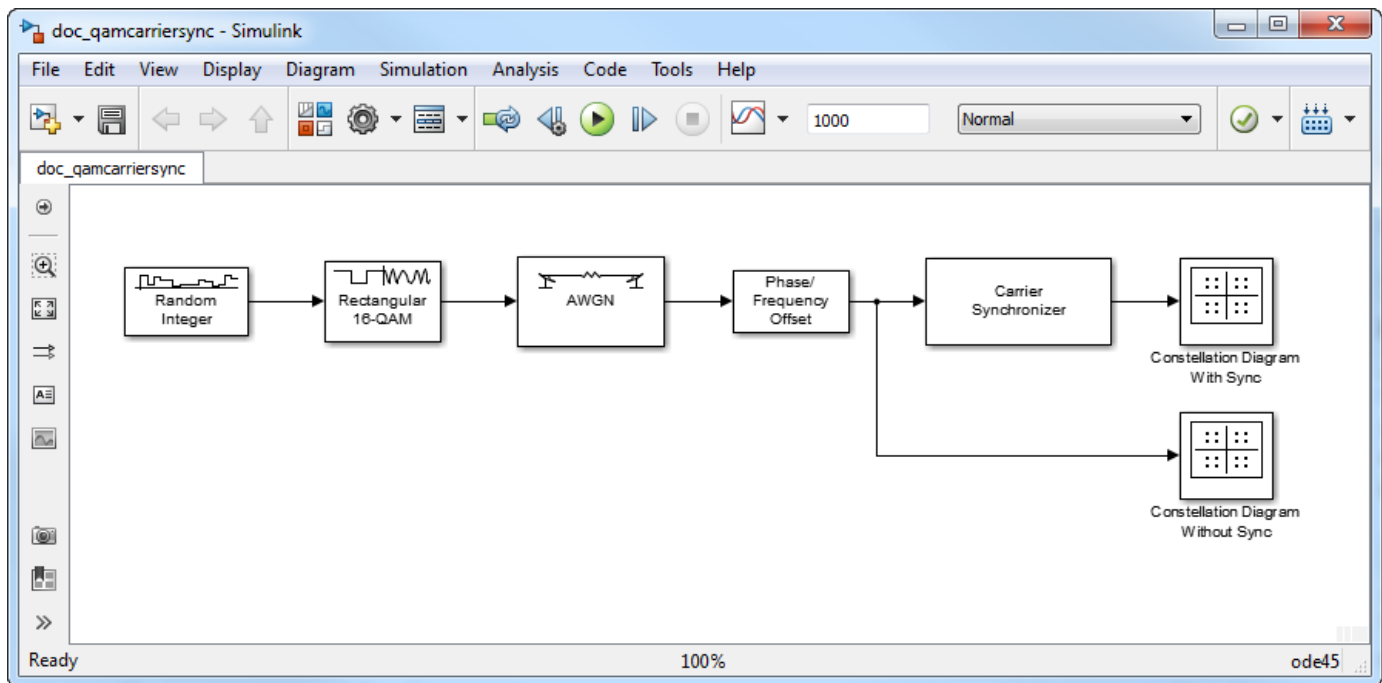 doc_qamcarriersync - Simulink
File Edit View Display Diagram Simulation Analysis Code Tools Help
1000 Normal
doc_qamcarriersync
Random
Integer
Rectangular
16-QAM
AWGN
Phase/
Frequency
Offset
Carrier
Synchronizer
Constellation Diagram
With Sync
Constellation Diagram
Without Sync
Ready 100% ode45